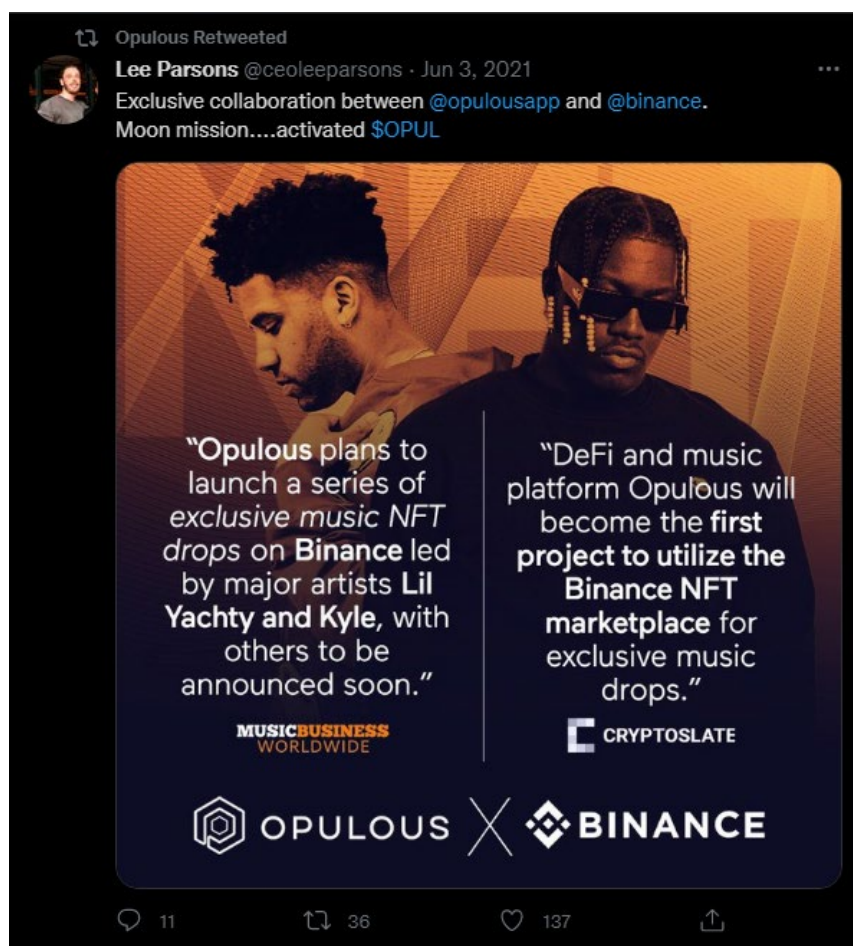 Opulous Retweeted
Lee Parsons @ceoleeparsons · Jun 3, 2021
Exclusive collaboration between @opulousapp and @binance.
Moon mission....activated $OPUL
"Opulous plans to
launch a series of
exclusive music NFT
drops on Binance led
by major artists Lil
Yachty and Kyle, with
others to be
announced soon."
MUSICBUSINESS
WORLDWIDE
"DeFi and music
platform Opulous will
become the first
project to utilize the
Binance NFT
marketplace for
exclusive music
drops."
CRYPTOSLATE
OPULOUS X BINANCE
11 36 137